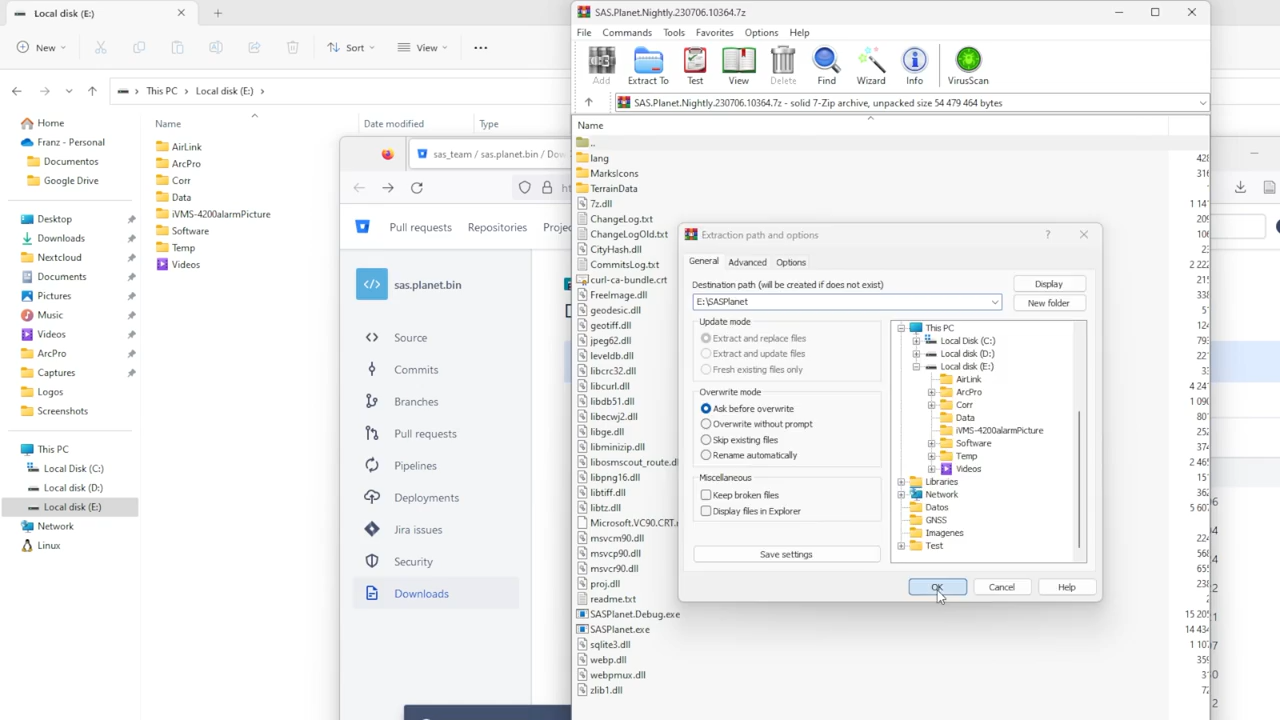 Local disk (E:)
New
Sort
View
This PC
Local disk (E:)
Home
Franz - Personal
Documentos
Google Drive
Desktop
Downloads
Nextcloud
Documents
Pictures
Music
Videos
ArcPro
Captures
Logos
Screenshots
This PC
Local Disk (C:)
Local disk (D:)
Local disk (E:)
Network
Linux
Name
Date modified
Type
AirLink
ArcPro
Corr
Data
iVMS-4200alarmPicture
Software
Temp
Videos
sas_team / sas.planet.bin / Dow
Pull requests
Repositories
Projec
sas.planet.bin
Source
Commits
Branches
Pull requests
Pipelines
Deployments
Jira issues
Security
Downloads
SAS.Planet.Nightly.230706.10364.7z
File Commands Tools Favorites Options Help
Add
Extract To
Test
View
Delete
Find
Wizard
Info
VirusScan
SAS.Planet.Nightly.230706.10364.7z - solid 7-Zip archive, unpacked size 54 479 464 bytes
Name
..
lang
MarksIcons
TerrainData
7z.dll
ChangeLog.txt
ChangeLogOld.txt
CityHash.dll
CommitsLog.txt
curl-ca-bundle.crt
FreeImage.dll
geodesic.dll
geotiff.dll
jpeg62.dll
leveldb.dll
libcrc32.dll
libcurl.dll
libdb51.dll
libecwj2.dll
libge.dll
libminizip.dll
libosmscout_route.dl
libpng16.dll
libtiff.dll
libtz.dll
Microsoft.VC90.CRT.
msvcm90.dll
msvcp90.dll
msvcr90.dll
proj.dll
readme.txt
SASPlanet.Debug.exe
SASPlanet.exe
sqlite3.dll
webp.dll
webpmux.dll
zlib1.dll
Extraction path and options
General
Advanced
Options
Destination path (will be created if does not exist)
Display
E:\SASPlanet
New folder
Update mode
Extract and replace files
Extract and update files
Fresh existing files only
Overwrite mode
Ask before overwrite
Overwrite without prompt
Skip existing files
Rename automatically
Miscellaneous
Keep broken files
Display files in Explorer
Save settings
This PC
Local Disk (C:)
Local disk (D:)
Local disk (E:)
AirLink
ArcPro
Corr
Data
iVMS-4200alarmPicture
Software
Temp
Videos
Libraries
Network
Datos
GNSS
Imagenes
Test
OK
Cancel
Help